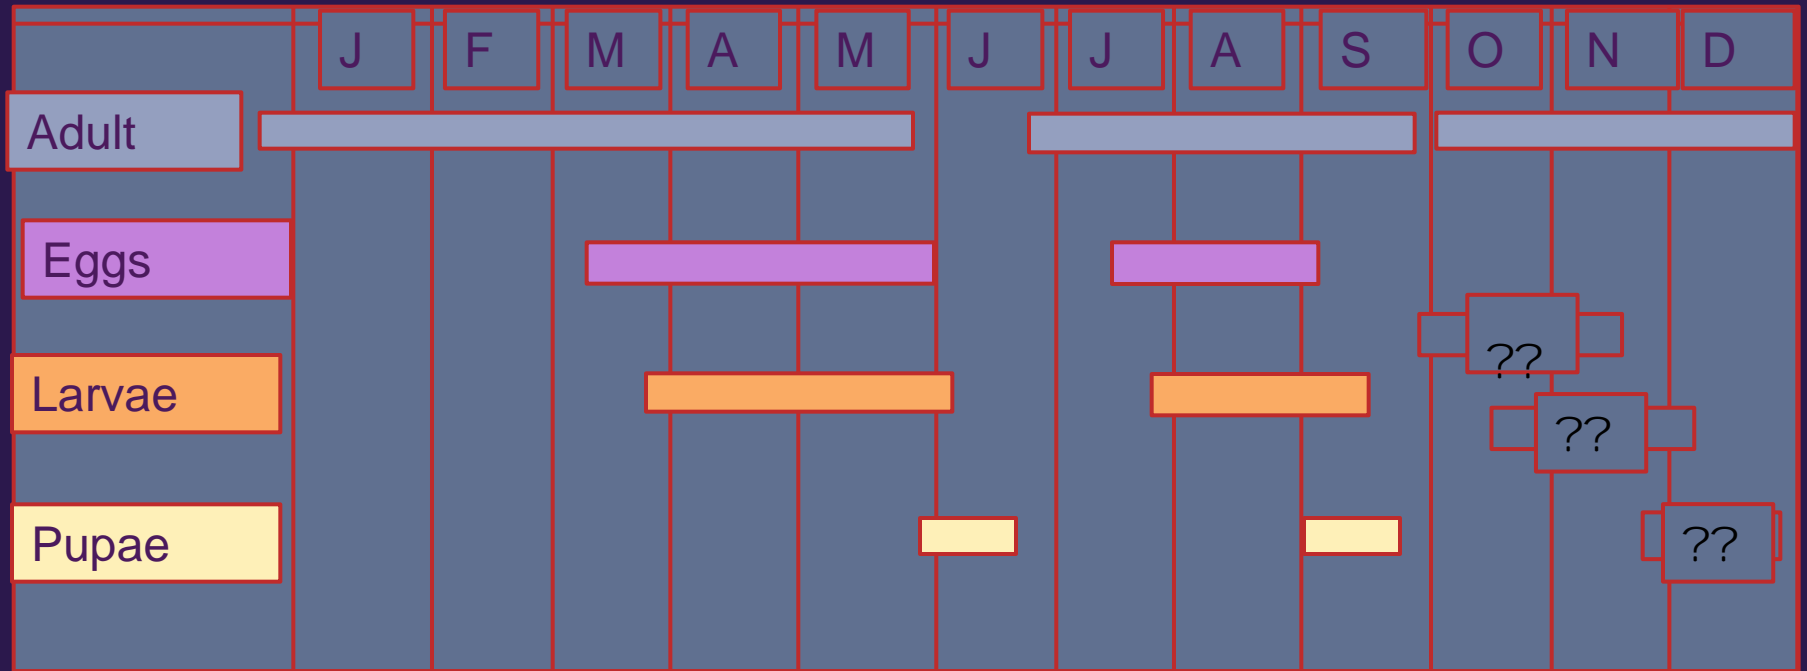 J F M A M J J A S O N D
Adult
Eggs
??
Larvae
??
Pupae
??